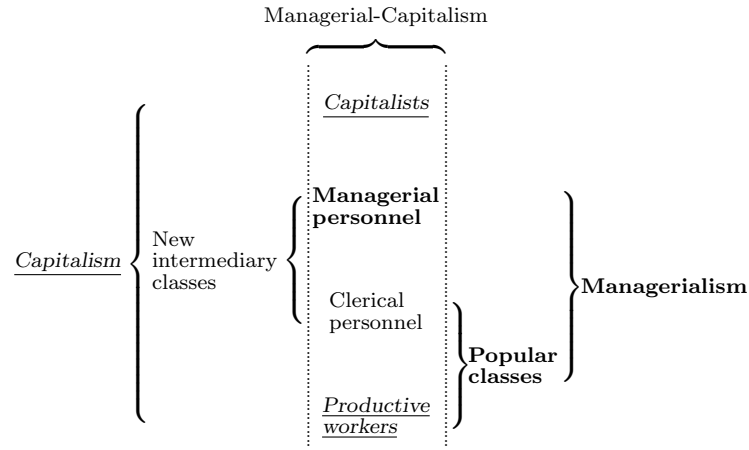 Managerial-Capitalism
Capitalists
Managerial
personnel
New
intermediary
classes
Capitalism
Managerialism
Clerical
personnel
Popular
classes
Productive
workers